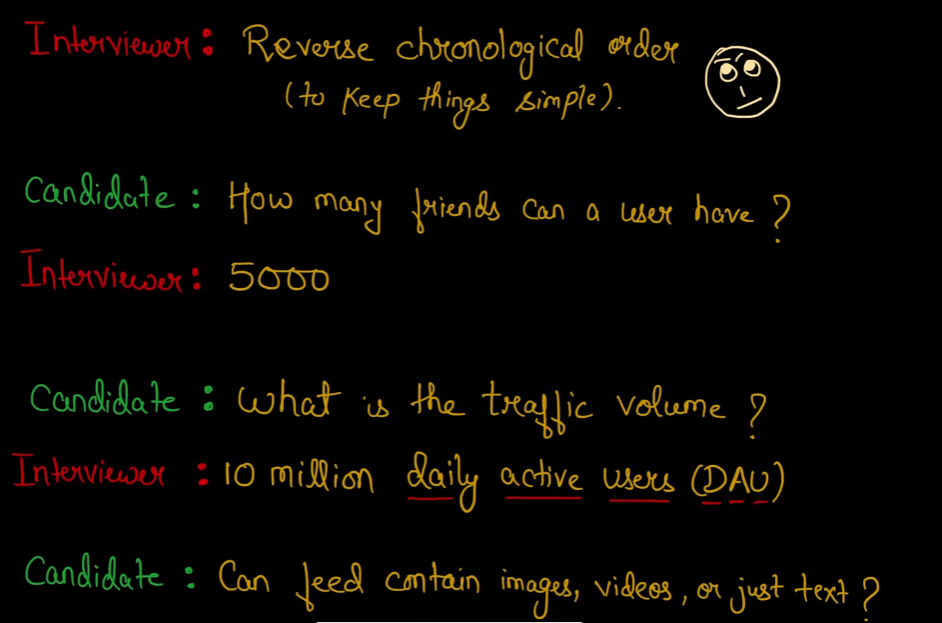 Interviewer: Reverse chronological order
(to keep things simple).
Candidate: How many friends can a user have?
Interviewer: 5000
Candidate: What is the traffic volume?
Interviewer: 10 million daily active users (DAU)
Candidate: Can feed contain images, videos, or just text?